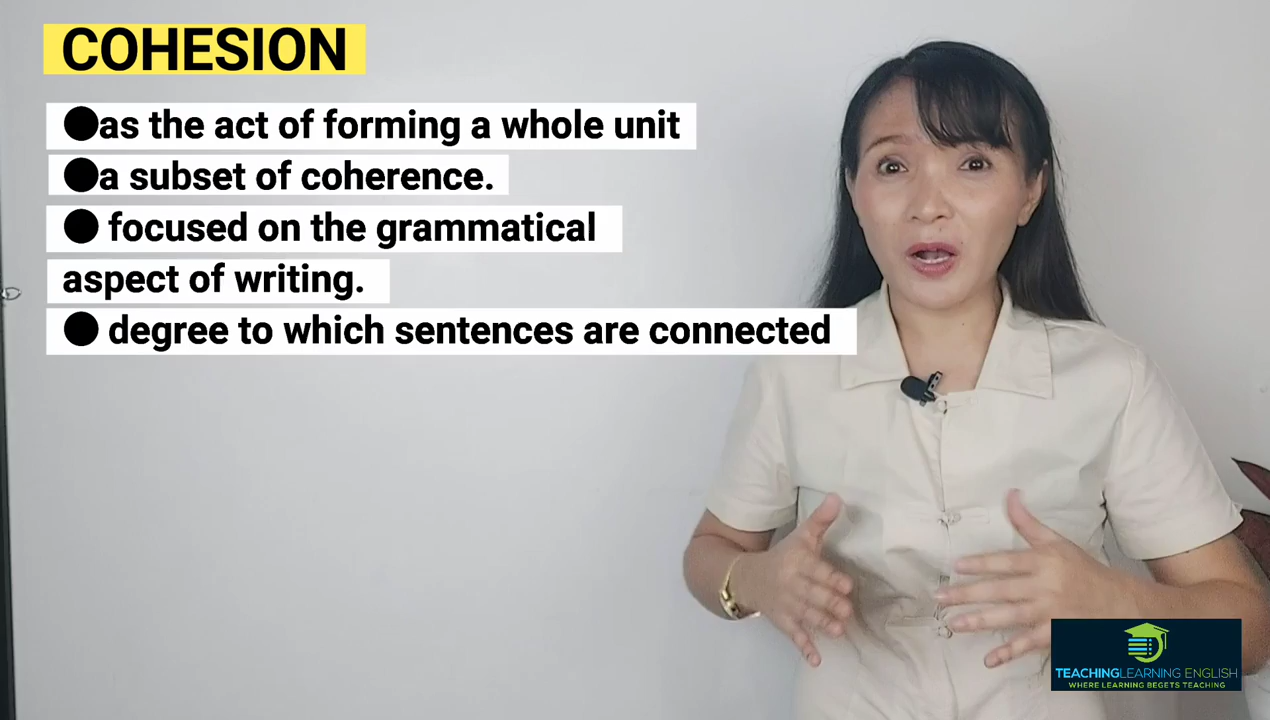 COHESION
●as the act of forming a whole unit
●a subset of coherence.
● focused on the grammatical
aspect of writing.
● degree to which sentences are connected
TEACHINGLEARNING ENGLISH
WHERE LEARNING BEGETS TEACHING